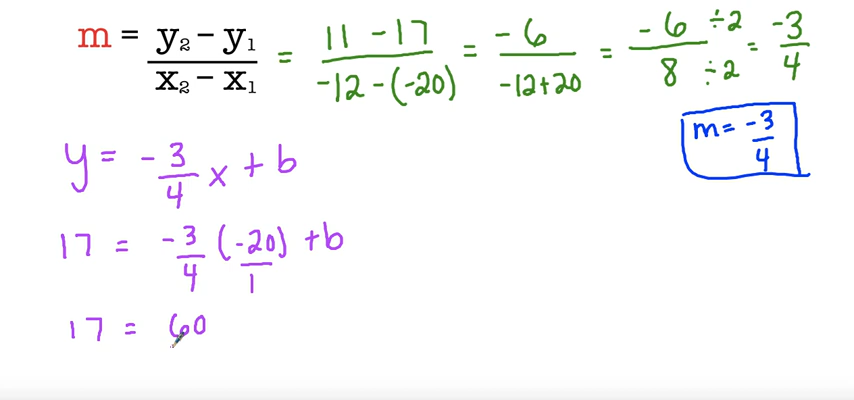 m = y₂ − y₁ / x₂ − x₁ = 11 − 17 / −12 − (−20) = −6 / −12+20 = −6 ÷2 / 8 ÷2 = −3 / 4
m = −3 / 4
y = −3/4 x + b
17 = −3/4 (−20)/1 + b
17 = 60